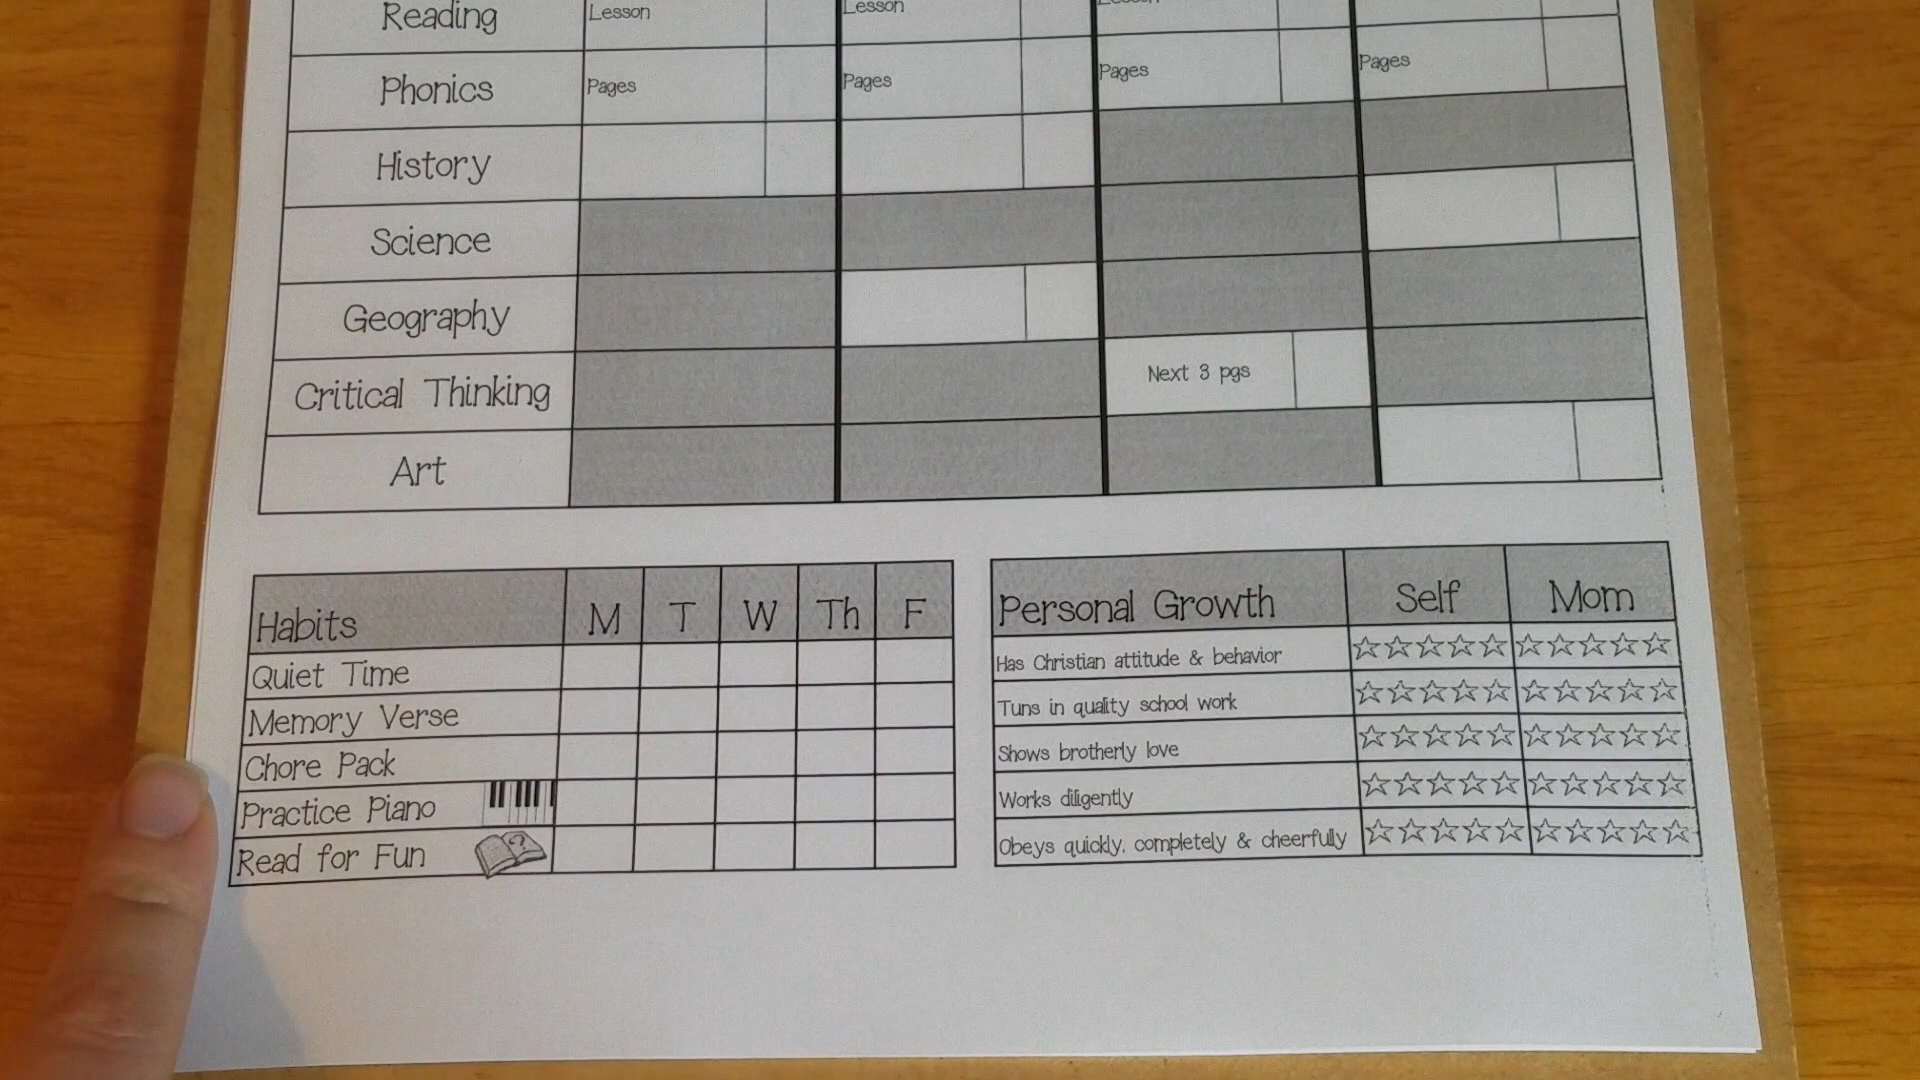 Reading Lesson Lesson Lesson
Phonics Pages Pages Pages Pages
History
Science
Geography
Critical Thinking Next 3 pgs
Art
Habits M T W Th F
Quiet Time
Memory Verse
Chore Pack
Practice Piano
Read for Fun
Personal Growth Self Mom
Has Christian attitude & behavior
Tuns in quality school work
Shows brotherly love
Works diligently
Obeys quickly, completely & cheerfully